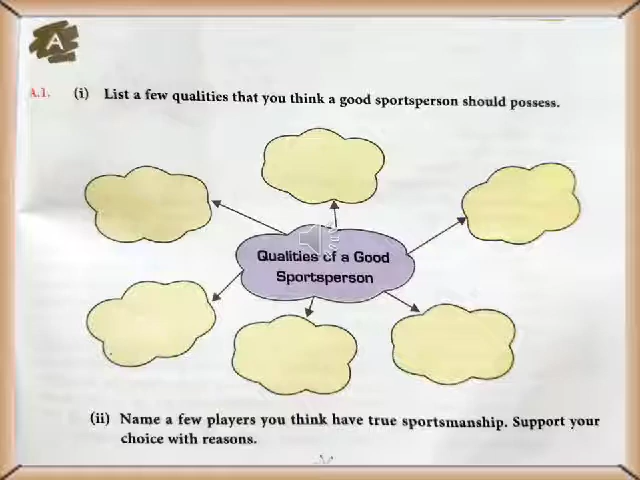 A
A.1. (i) List a few qualities that you think a good sportsperson should possess.
Qualities of a Good
Sportsperson
(ii) Name a few players you think have true sportsmanship. Support your
choice with reasons.